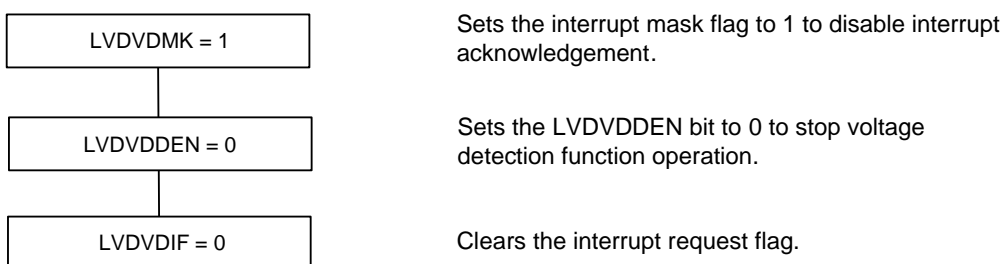 LVDVDMK = 1
Sets the interrupt mask flag to 1 to disable interrupt
acknowledgement.
LVDVDDEN = 0
Sets the LVDVDDEN bit to 0 to stop voltage
detection function operation.
LVDVDIF = 0
Clears the interrupt request flag.